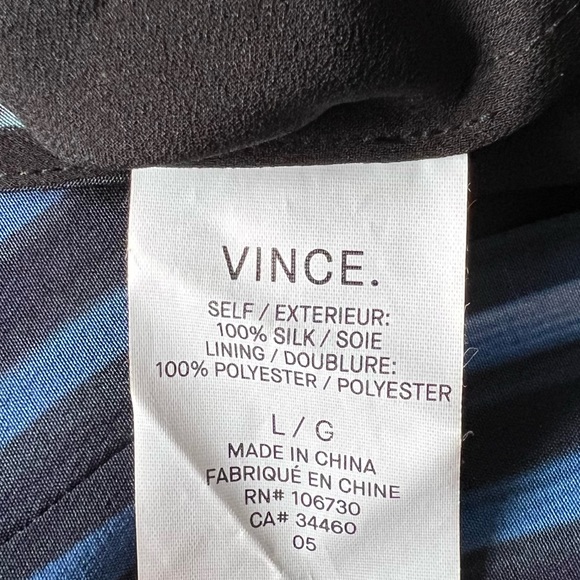 VINCE.
SELF / EXTERIEUR:
100% SILK / SOIE
LINING / DOUBLURE:
100% POLYESTER / POLYESTER
L / G
MADE IN CHINA
FABRIQUÉ EN CHINE
RN# 106730
CA# 34460
05